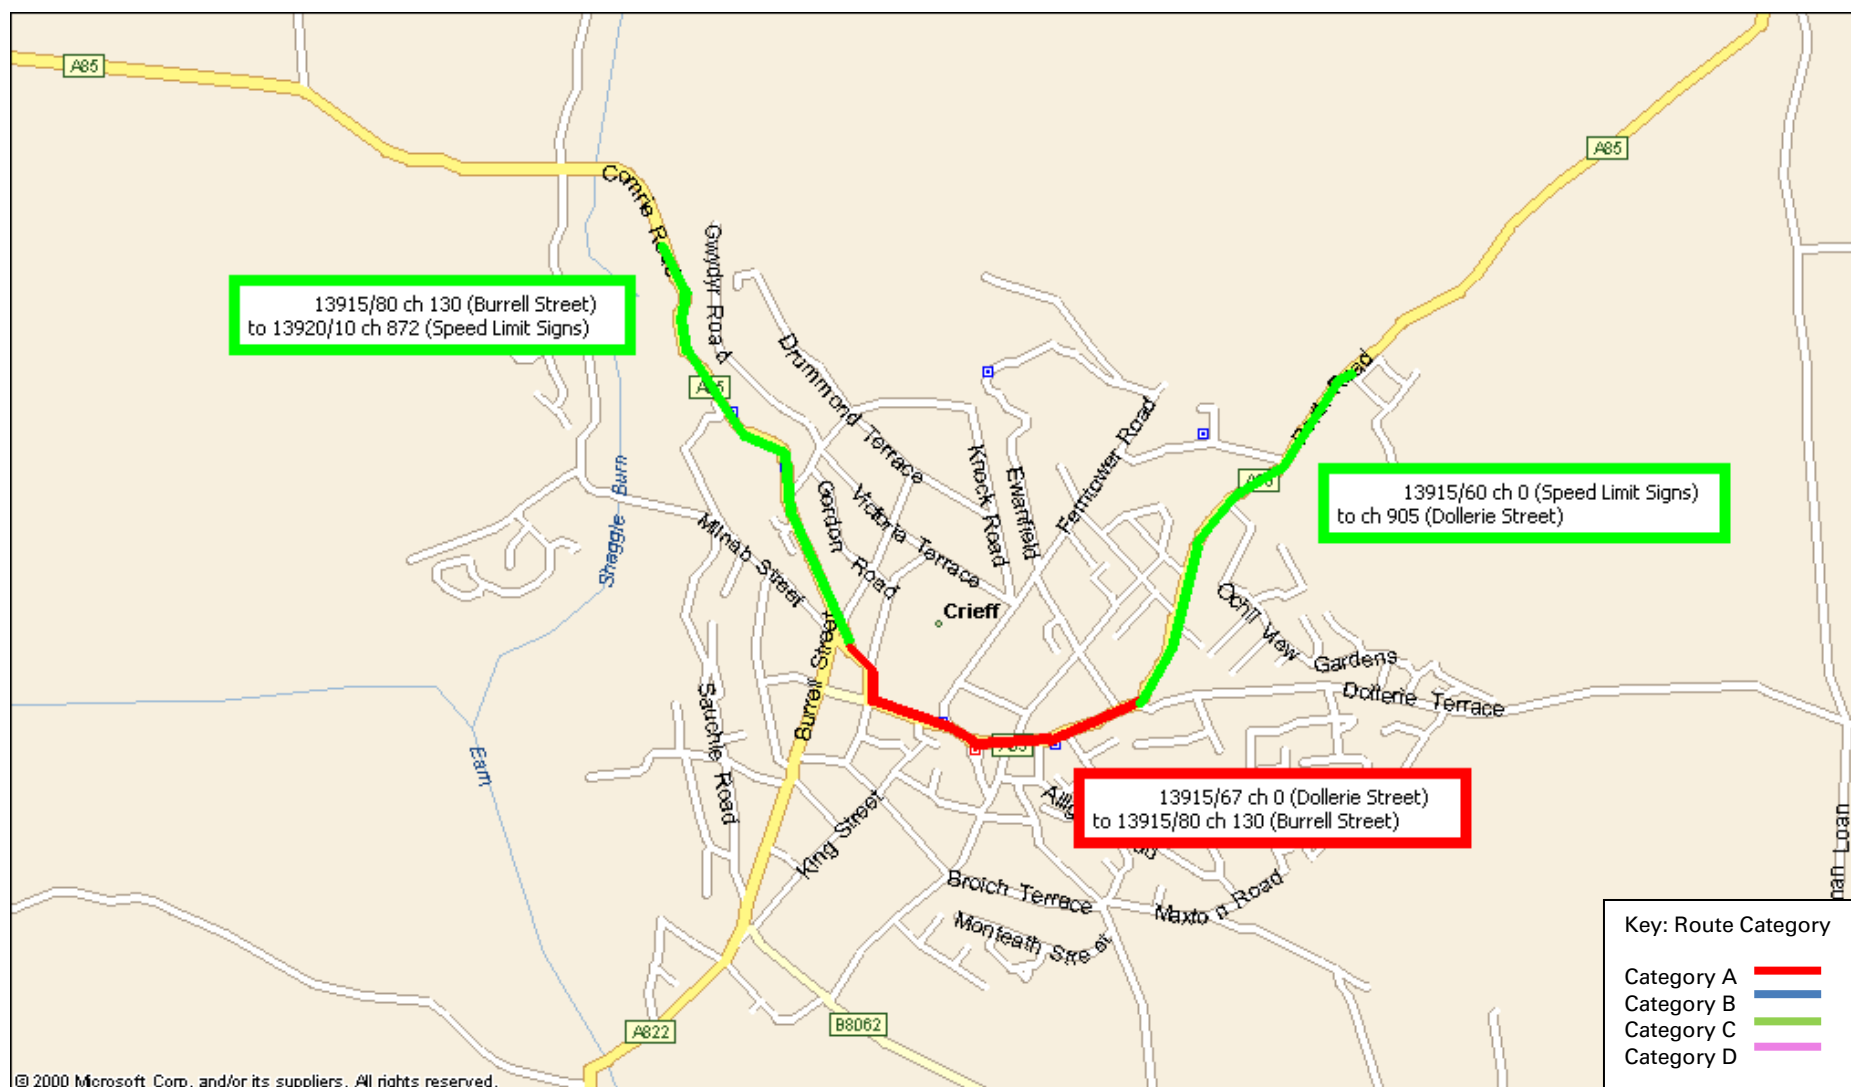 A85
A85
Comrie Road
Gwydyr Road
13915/80 ch 130 (Burrell Street)
to 13920/10 ch 872 (Speed Limit Signs)
Drummond Terrace
Perth Road
Ferntower Road
Knock Road
Ewanfield
Victoria Terrace
Gordon Road
13915/60 ch 0 (Speed Limit Signs)
to ch 905 (Dollerie Street)
Shaggie Burn
Milnab Street
Crieff
Ochil View Gardens
Dollerie Terrace
Burrell Street
Sauchie Road
Earn
A85
13915/67 ch 0 (Dollerie Street)
to 13915/80 ch 130 (Burrell Street)
King Street
Broich Terrace
Maxton Road
Monteath Street
A822
B8062
Key: Route Category
Category A
Category B
Category C
Category D
© 2000 Microsoft Corp. and/or its suppliers. All rights reserved.